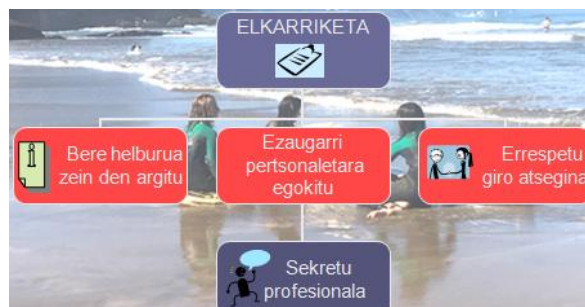 ELKARRIKETA
Bere helburua
zein den argitu
Ezaugarri
pertsonaletara
egokitu
Errespetu
giro atsegina
Sekretu
profesionala